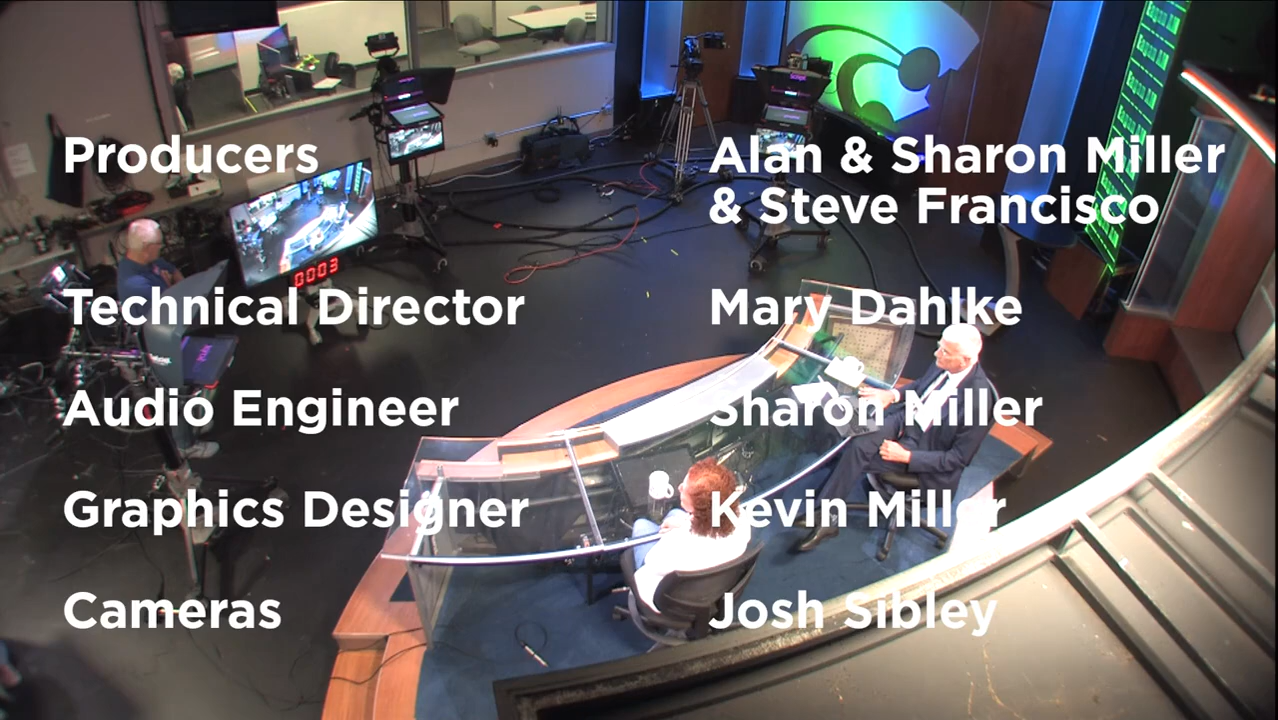 Producers
Alan & Sharon Miller
& Steve Francisco
Technical Director
Mary Dahlke
Audio Engineer
Sharon Miller
Graphics Designer
Kevin Miller
Cameras
Josh Sibley
0003
Script